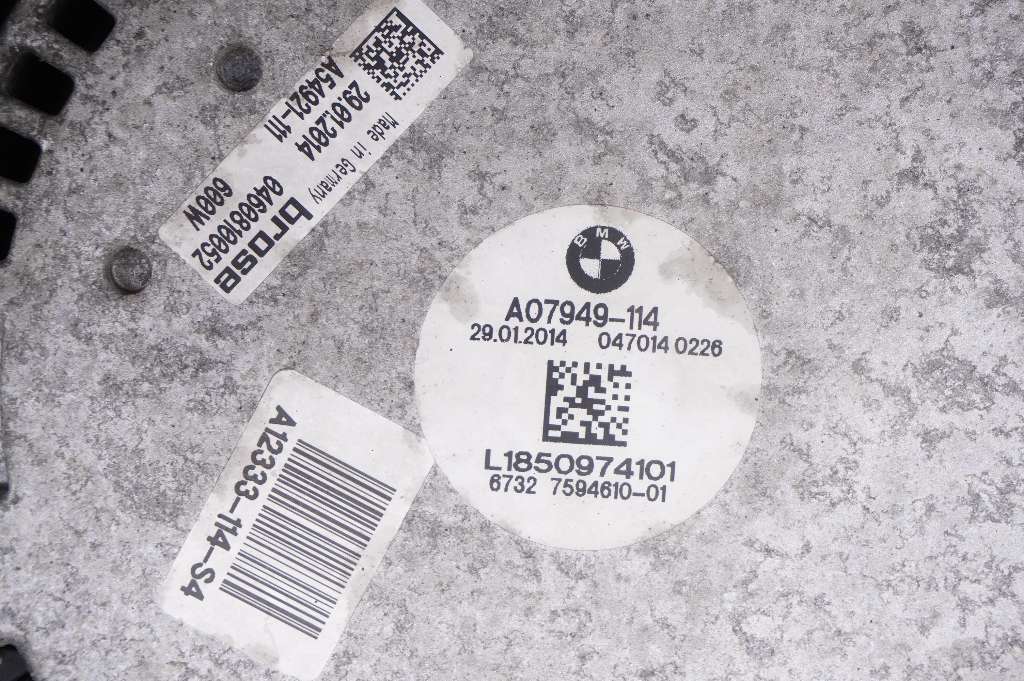 A54921-111
29.01.2014
Made in Germany
600W
0460810052
brose
BMW
A07949-114
29.01.2014 047014 0226
L1850974101
6732 7594610-01
A12333-114-S4